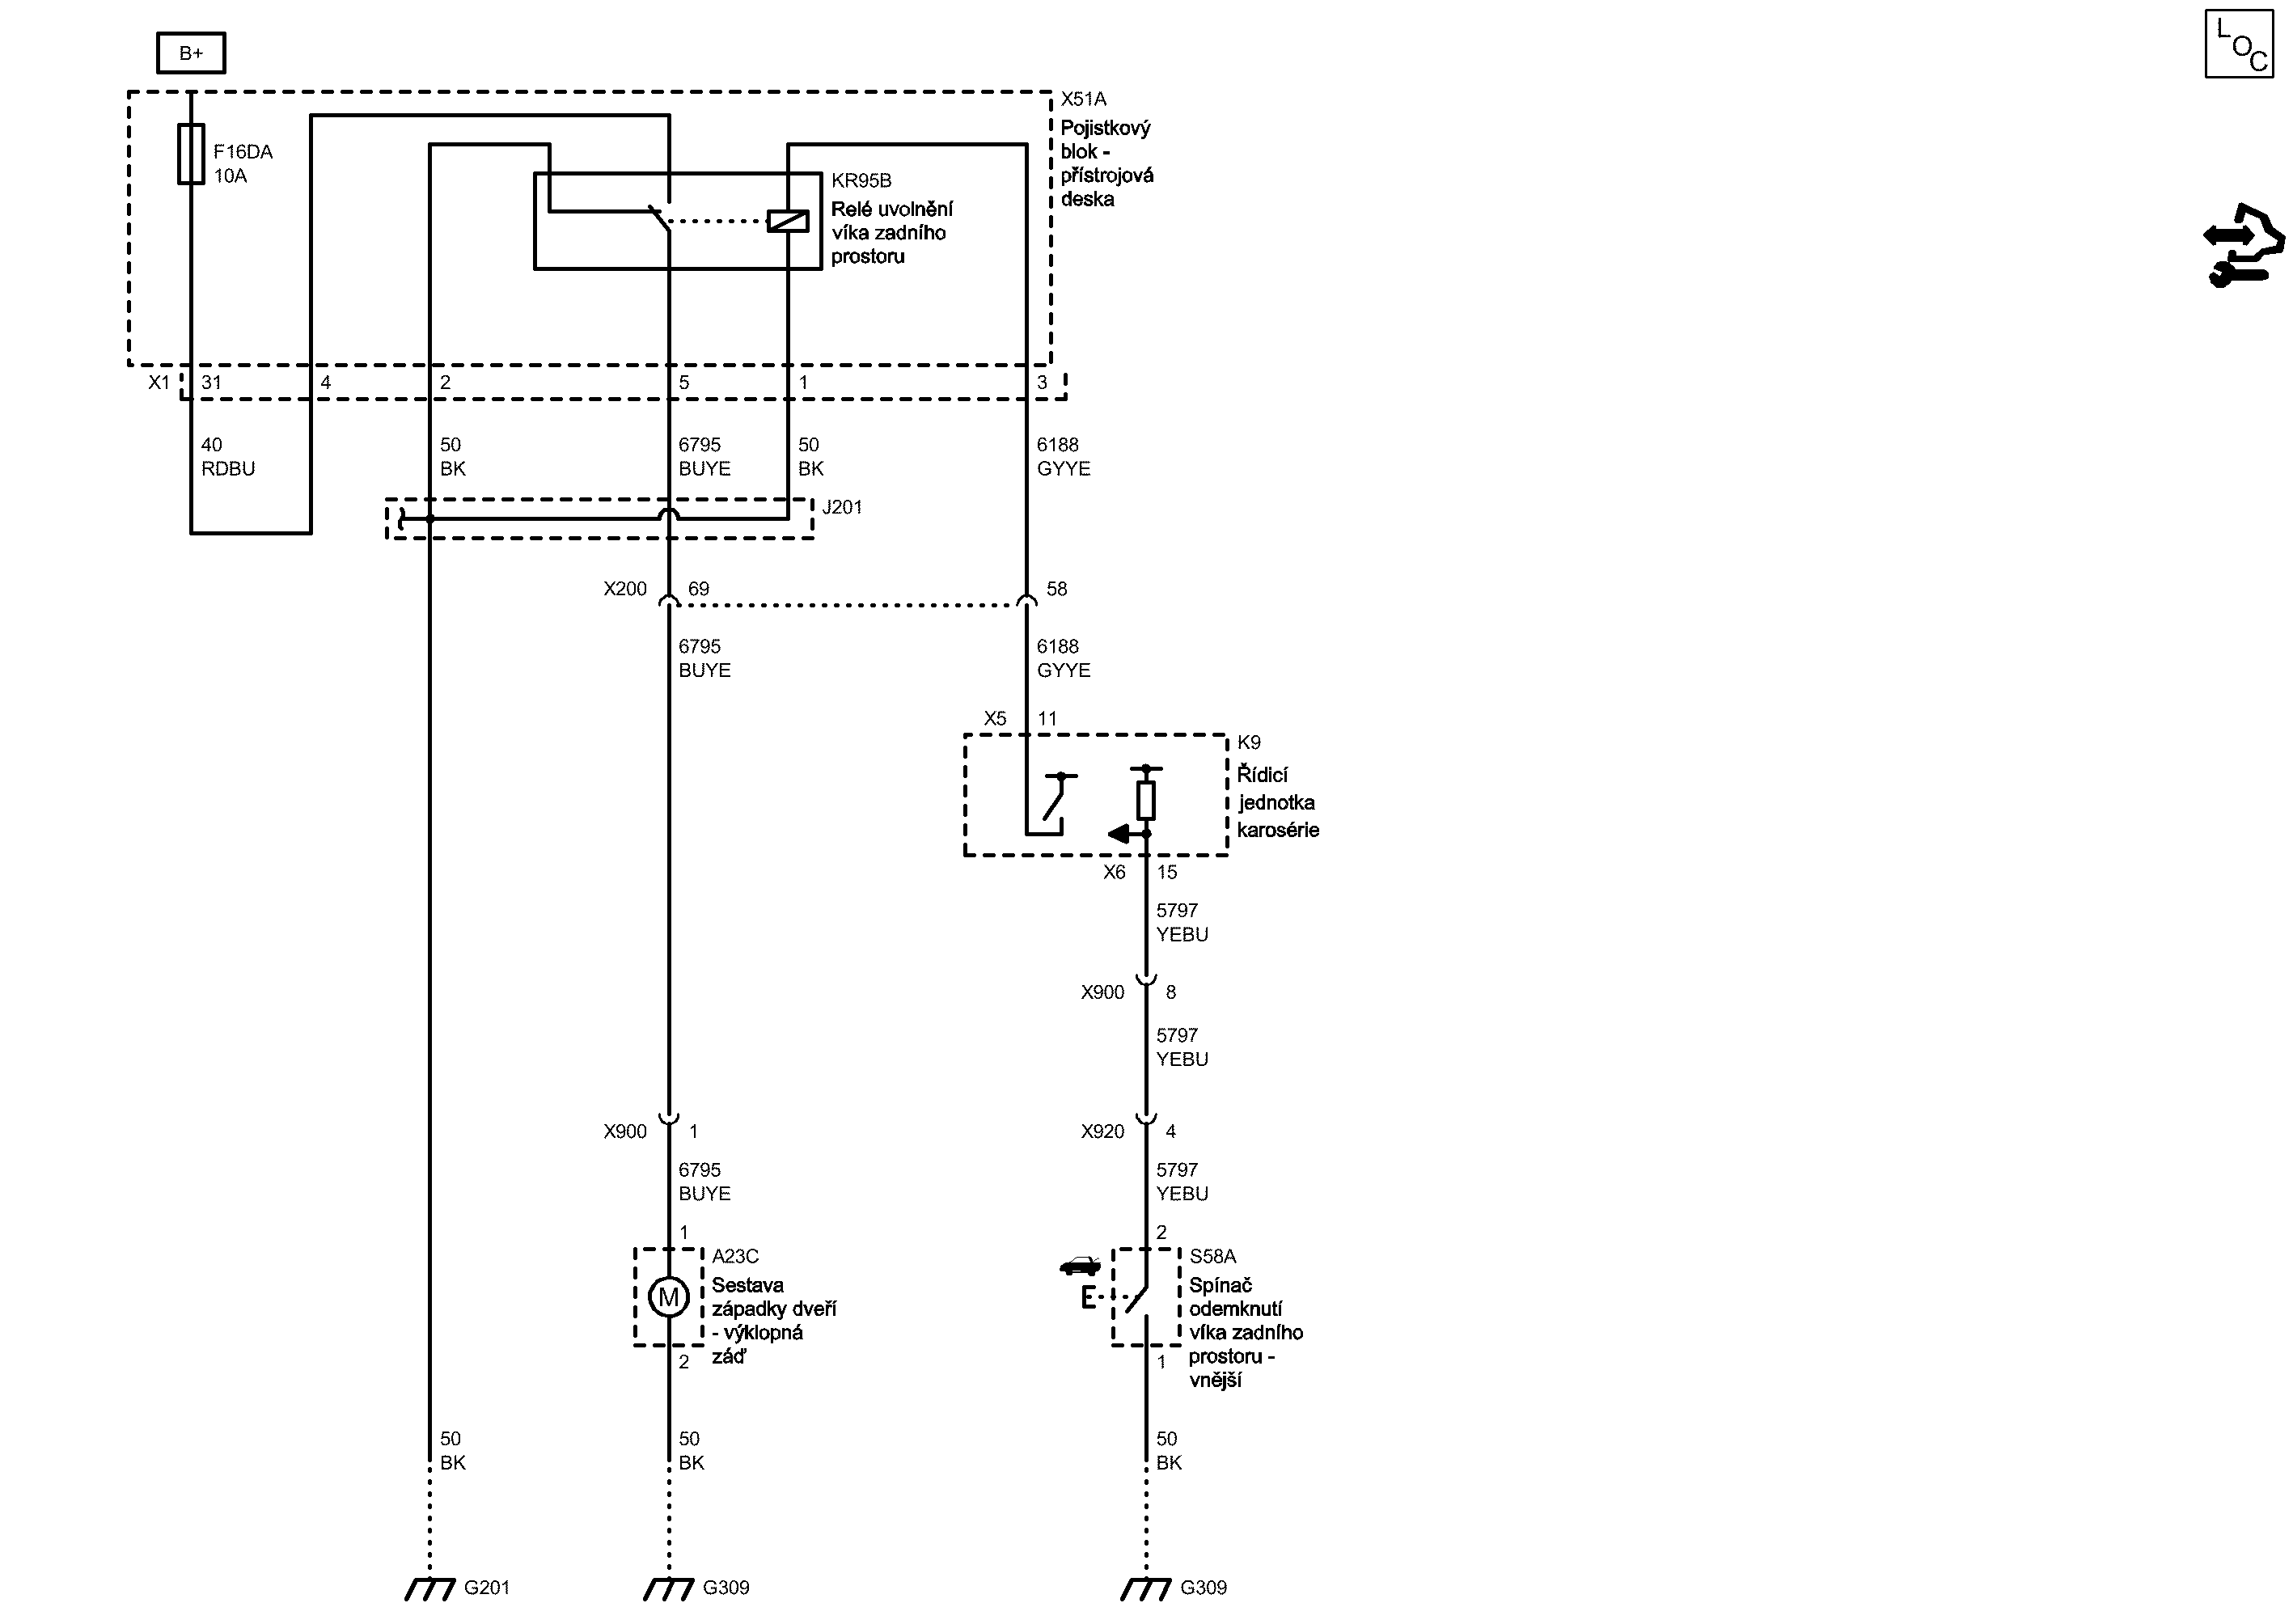 B+
LOC
X51A
Pojistkový
blok -
přístrojová
deska
F16DA
10A
KR95B
Relé uvolnění
víka zadního
prostoru
X1 31 4 2 5 1 3
40 50 6795 50 6188
RDBU BK BUYE BK GYYE
J201
X200 69 58
6795 6188
BUYE GYYE
X5 11
K9
Řídicí
jednotka
karosérie
X6 15
5797
YEBU
X900 8
5797
YEBU
X900 1 X920 4
6795 5797
BUYE YEBU
1 2
A23C
Sestava
západky dveří
- výklopná
záď
M
2
S58A
Spínač
odemknutí
víka zadního
prostoru -
vnější
E
1
50 50 50
BK BK BK
G201 G309 G309